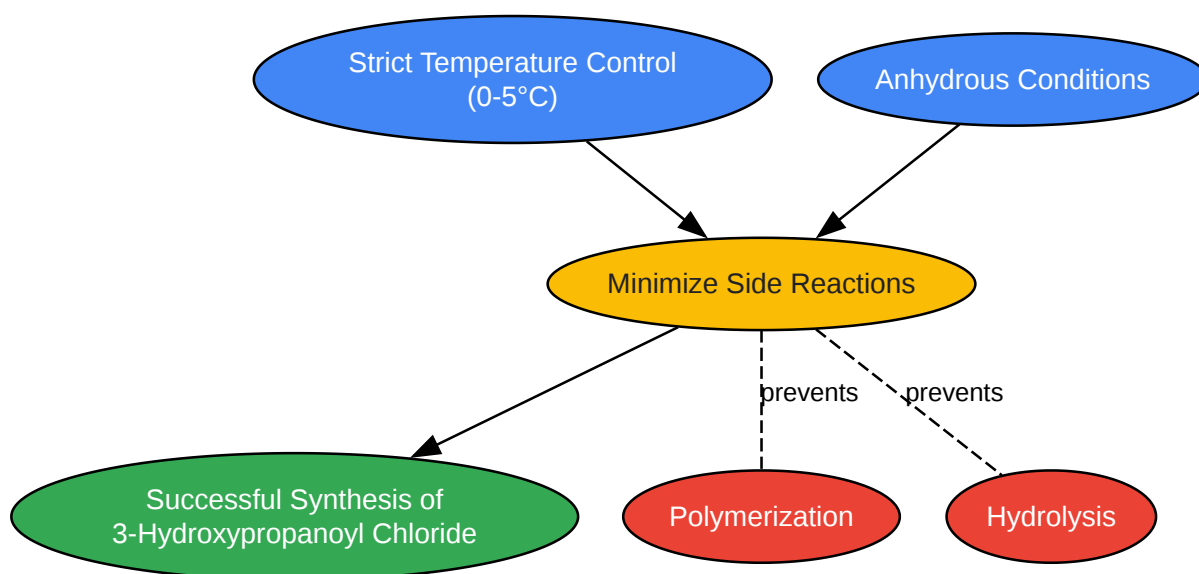 Strict Temperature Control
(0-5°C)
Anhydrous Conditions
Minimize Side Reactions
prevents
prevents
Successful Synthesis of
3-Hydroxypropanoyl Chloride
Polymerization
Hydrolysis